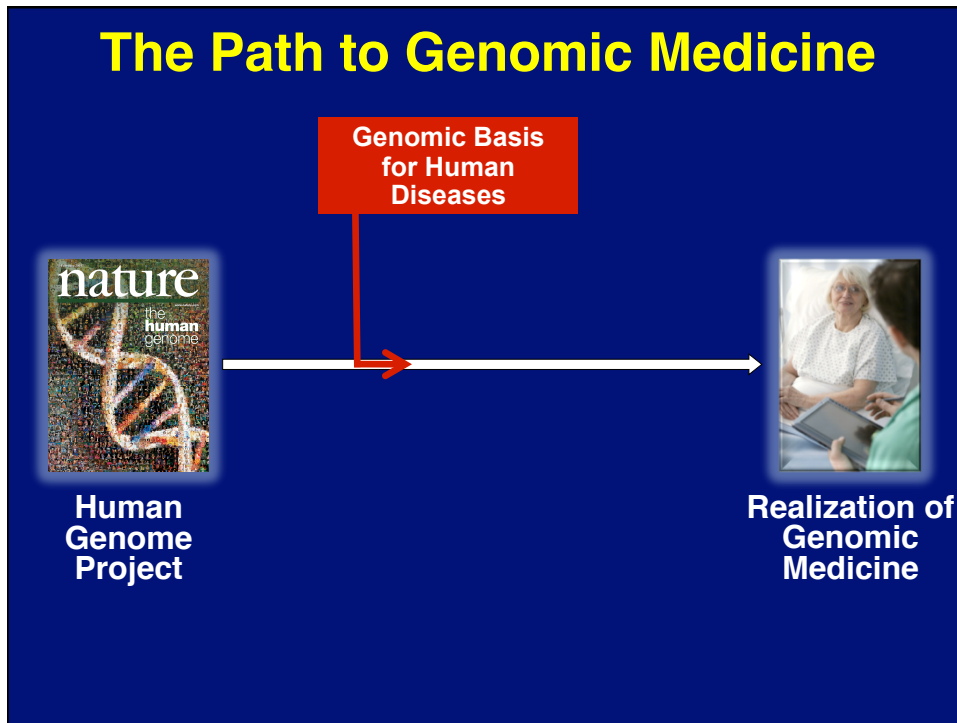 The Path to Genomic Medicine
Genomic Basis
for Human
Diseases
nature
the
human
genome
Human
Genome
Project
Realization of
Genomic
Medicine